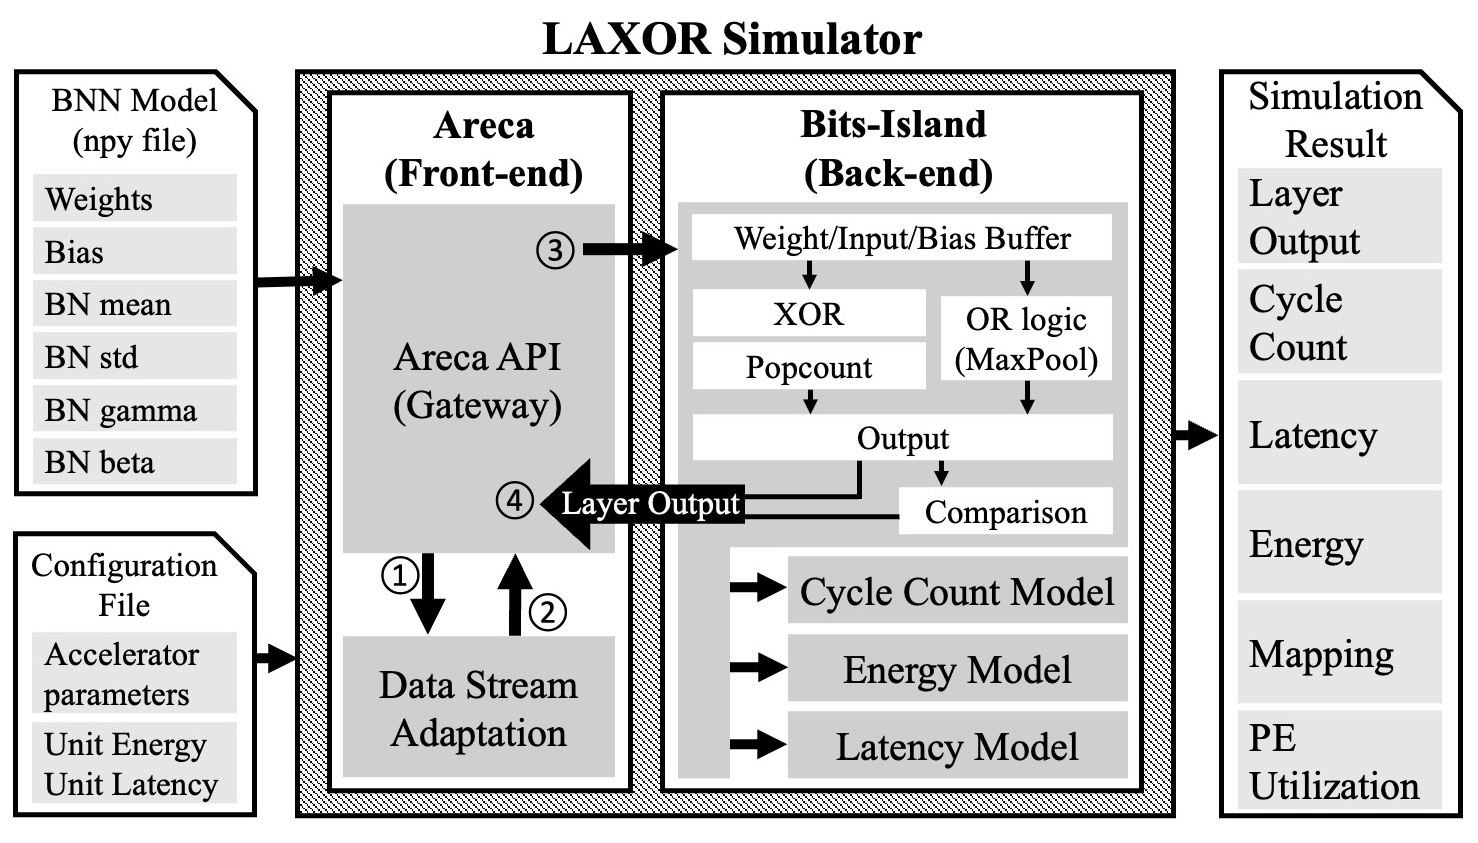 LAXOR Simulator
BNN Model
(npy file)
Weights
Bias
BN mean
BN std
BN gamma
BN beta
Configuration
File
Accelerator
parameters
Unit Energy
Unit Latency
Areca
(Front-end)
③
Areca API
(Gateway)
④
①
②
Data Stream
Adaptation
Bits-Island
(Back-end)
Weight/Input/Bias Buffer
XOR
Popcount
OR logic
(MaxPool)
Output
Layer Output
Comparison
Cycle Count Model
Energy Model
Latency Model
Simulation
Result
Layer
Output
Cycle
Count
Latency
Energy
Mapping
PE
Utilization